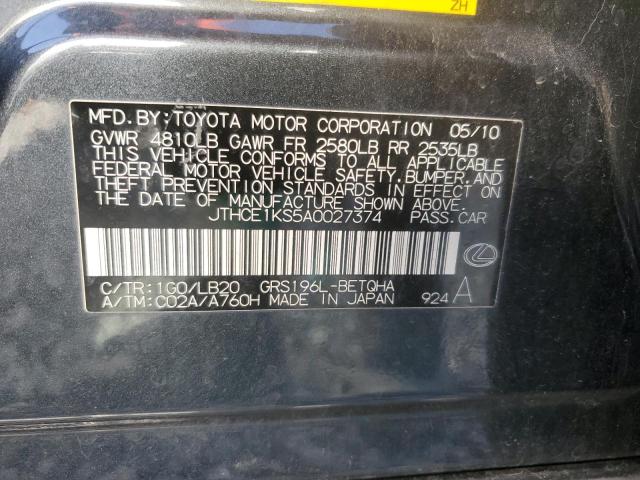 ZH
MFD.BY:TOYOTA MOTOR CORPORATION 05/10
GVWR 4810LB GAWR FR 2580LB RR 2535LB
THIS VEHICLE CONFORMS TO ALL APPLICABLE
FEDERAL MOTOR VEHICLE SAFETY,BUMPER,AND
THEFT PREVENTION STANDARDS IN EFFECT ON
THE DATE OF MANUFACTURE SHOWN ABOVE.
JTHCE1KS5A0027374 PASS.CAR
C/TR:1G0/LB20 GRS196L-BETQHA
A/TM:C02A/A760H MADE IN JAPAN 924 A